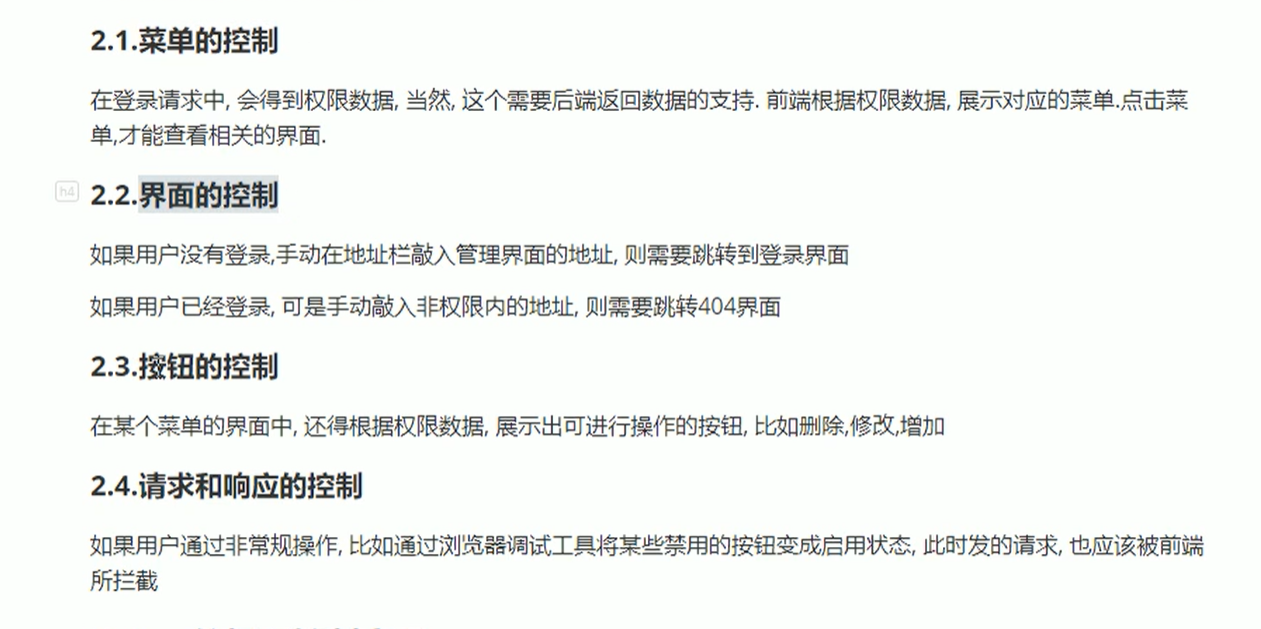 2.1.菜单的控制
在登录请求中, 会得到权限数据, 当然, 这个需要后端返回数据的支持. 前端根据权限数据, 展示对应的菜单.点击菜
单,才能查看相关的界面.
h4
2.2.界面的控制
如果用户没有登录,手动在地址栏敲入管理界面的地址, 则需要跳转到登录界面
如果用户已经登录, 可是手动敲入非权限内的地址, 则需要跳转404界面
2.3.按钮的控制
在某个菜单的界面中, 还得根据权限数据, 展示出可进行操作的按钮, 比如删除,修改,增加
2.4.请求和响应的控制
如果用户通过非常规操作, 比如通过浏览器调试工具将某些禁用的按钮变成启用状态, 此时发的请求, 也应该被前端
所拦截